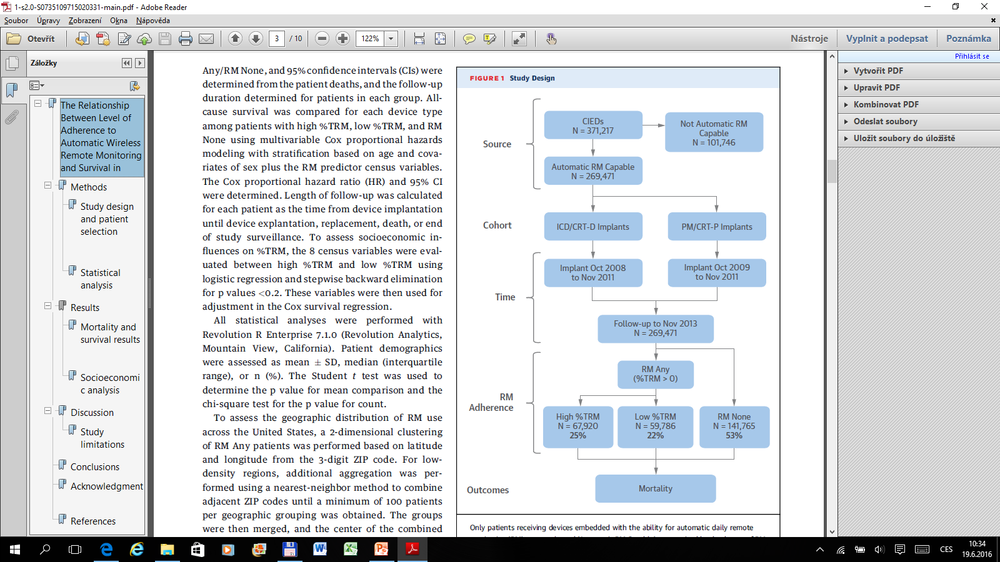 1-s2.0-S0735109715020331-main.pdf - Adobe Reader
Soubor Úpravy Zobrazení Okna Nápověda
Otevřít
3 / 10
122%
Nástroje
Vyplnit a podepsat
Poznámka
Záložky
The Relationship
Between Level of
Adherence to
Automatic Wireless
Remote Monitoring
and Survival in
Methods
Study design
and patient
selection
Statistical
analysis
Results
Mortality and
survival results
Socioeconomi
c analysis
Discussion
Study
limitations
Conclusions
Acknowledgment
References
Any/RM None, and 95% confidence intervals (CIs) were
determined from the patient deaths, and the follow-up
duration determined for patients in each group. All-
cause survival was compared for each device type
among patients with high %TRM, low %TRM, and RM
None using multivariable Cox proportional hazards
modeling with stratification based on age and cova-
riates of sex plus the RM predictor census variables.
The Cox proportional hazard ratio (HR) and 95% CI
were determined. Length of follow-up was calculated
for each patient as the time from device implantation
until device explantation, replacement, death, or end
of study surveillance. To assess socioeconomic in-
fluences on %TRM, the 8 census variables were eval-
uated between high %TRM and low %TRM using
logistic regression and stepwise backward elimination
for p values <0.2. These variables were then used for
adjustment in the Cox survival regression.
All statistical analyses were performed with
Revolution R Enterprise 7.1.0 (Revolution Analytics,
Mountain View, California). Patient demographics
were assessed as mean ± SD, median (interquartile
range), or n (%). The Student t test was used to
determine the p value for mean comparison and the
chi-square test for the p value for count.
To assess the geographic distribution of RM use
across the United States, a 2-dimensional clustering
of RM Any patients was performed based on latitude
and longitude from the 3-digit ZIP code. For low-
density regions, additional aggregation was per-
formed using a nearest-neighbor method to combine
adjacent ZIP codes until a minimum of 100 patients
per geographic grouping was obtained. The groups
were then merged, and the center of the combined
FIGURE 1 Study Design
Source
CIEDs
N = 371,217
Not Automatic RM
Capable
N = 101,746
Automatic RM Capable
N = 269,471
Cohort
ICD/CRT-D Implants
PM/CRT-P Implants
Time
Implant Oct 2008
to Nov 2011
Implant Oct 2009
to Nov 2011
Follow-up to Nov 2013
N = 269,471
RM
Adherence
RM Any
(%TRM > 0)
High %TRM
N = 67,920
25%
Low %TRM
N = 59,786
22%
RM None
N = 141,765
53%
Outcomes
Mortality
Only patients receiving devices embedded with the ability for automatic daily remote
Přihlásit se
Vytvořit PDF
Upravit PDF
Kombinovat PDF
Odeslat soubory
Uložit soubory do úložiště
CES
10:34
19.6.2016